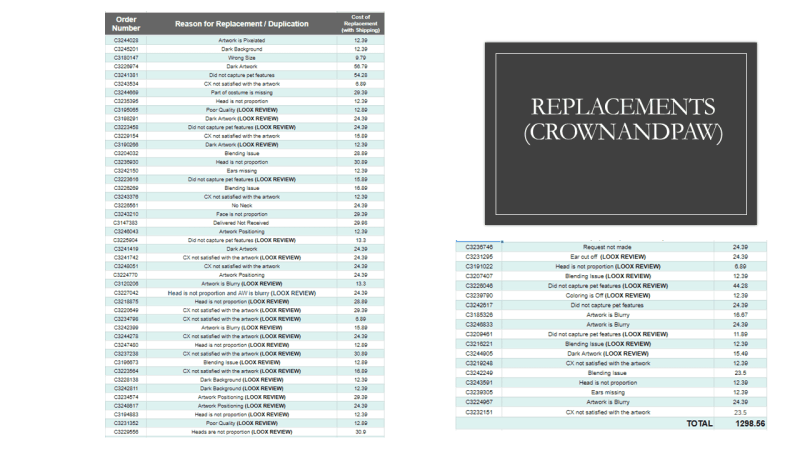 Order Number Reason for Replacement / Duplication Cost of Replacement (with Shipping)
C3244028 Artwork is Pixelated 12.39
C3246201 Dark Background 12.39
C3180147 Wrong Size 9.79
C3226974 Dark Artwork 56.79
C3241381 Did not capture pet features 54.28
C3243534 CX not satisfied with the artwork 6.89
C3244669 Part of costume is missing 29.39
C3236396 Head is not proportion 12.39
C3195065 Poor Quality (LOOX REVIEW) 12.89
C3198291 Dark Artwork (LOOX REVIEW) 24.39
C3223458 Did not capture pet features (LOOX REVIEW) 24.39
C3229154 CX not satisfied with the artwork 15.89
C3190266 Dark Artwork (LOOX REVIEW) 12.39
C3204032 Blending Issue 28.89
C3236930 Head is not proportion 30.89
C3242150 Ears missing 12.39
C3223616 Did not capture pet features (LOOX REVIEW) 15.89
C3226269 Blending Issue 16.89
C3243376 CX not satisfied with the artwork 12.39
C3226561 No Neck 24.39
C3243210 Face is not proportion 29.39
C3147383 Delivered Not Received 29.98
C3246043 Artwork Positioning 12.39
C3225904 Did not capture pet features (LOOX REVIEW) 13.3
C3241419 Dark Artwork 24.39
C3241742 CX not satisfied with the artwork (LOOX REVIEW) 24.39
C3248051 CX not satisfied with the artwork 24.39
C3224770 Artwork Positioning 24.39
C3120206 Artwork is Blurry (LOOX REVIEW) 13.3
C3227042 Head is not proportion and AW is blurry (LOOX REVIEW) 24.39
C3218875 Head is not proportion (LOOX REVIEW) 28.89
C3220649 CX not satisfied with the artwork (LOOX REVIEW) 29.39
C3234798 CX not satisfied with the artwork (LOOX REVIEW) 6.89
C3242399 Artwork is Blurry (LOOX REVIEW) 15.89
C3244278 CX not satisfied with the artwork (LOOX REVIEW) 24.39
C3247480 Head is not proportion (LOOX REVIEW) 12.89
C3237238 CX not satisfied with the artwork (LOOX REVIEW) 30.89
C3196673 Blending Issue (LOOX REVIEW) 12.89
C3223564 CX not satisfied with the artwork (LOOX REVIEW) 16.89
C3228138 Dark Background (LOOX REVIEW) 12.39
C3242811 Dark Background (LOOX REVIEW) 12.39
C3234574 Artwork Positioning (LOOX REVIEW) 29.39
C3248617 Artwork Positioning (LOOX REVIEW) 24.39
C3194883 Head is not proportion (LOOX REVIEW) 12.39
C3231352 Poor Quality (LOOX REVIEW) 12.89
C3229556 Heads are not proportion (LOOX REVIEW) 30.9
REPLACEMENTS
(CROWNANDPAW)
C3236746 Request not made 24.39
C3231295 Ear cut off (LOOX REVIEW) 24.39
C3191022 Head is not proportion (LOOX REVIEW) 6.89
C3207407 Blending Issue (LOOX REVIEW) 12.39
C3226046 Did not capture pet features (LOOX REVIEW) 44.28
C3239790 Coloring is Off (LOOX REVIEW) 12.39
C3242617 Did not capture pet features 24.39
C3185326 Artwork is Blurry 16.67
C3246833 Artwork is Blurry 24.39
C3209461 Did not capture pet features (LOOX REVIEW) 11.89
C3216221 Blending Issue (LOOX REVIEW) 12.39
C3244905 Dark Artwork (LOOX REVIEW) 15.49
C3219248 CX not satisfied with the artwork 12.39
C3242249 Blending Issue 23.5
C3243591 Head is not proportion 12.39
C3239305 Ears missing 12.39
C3224967 Artwork is Blurry 24.39
C3232151 CX not satisfied with the artwork 23.5
TOTAL 1298.56